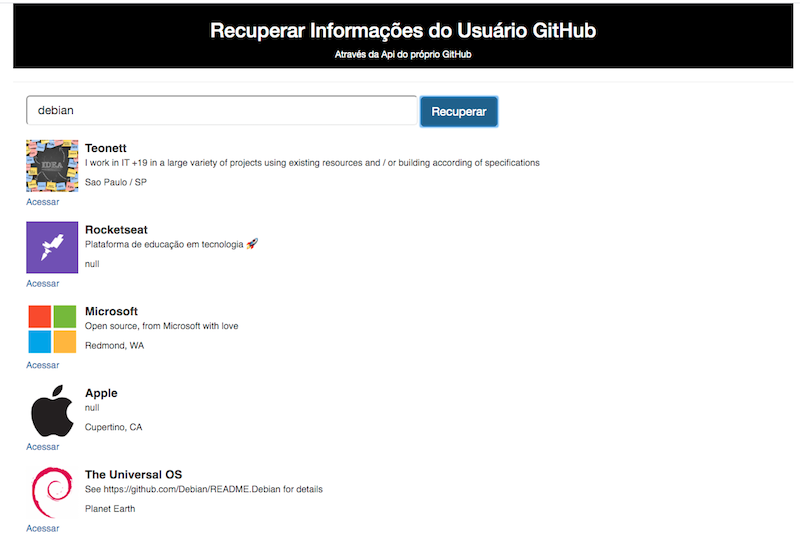 Recuperar Informações do Usuário GitHub
Através da Api do próprio GitHub
debian
Recuperar
IDEA
Teonett
I work in IT +19 in a large variety of projects using existing resources and / or building according of specifications
Sao Paulo / SP
Acessar
Rocketseat
Plataforma de educação em tecnologia 🚀
null
Acessar
Microsoft
Open source, from Microsoft with love
Redmond, WA
Acessar
Apple
null
Cupertino, CA
Acessar
The Universal OS
See https://github.com/Debian/README.Debian for details
Planet Earth
Acessar